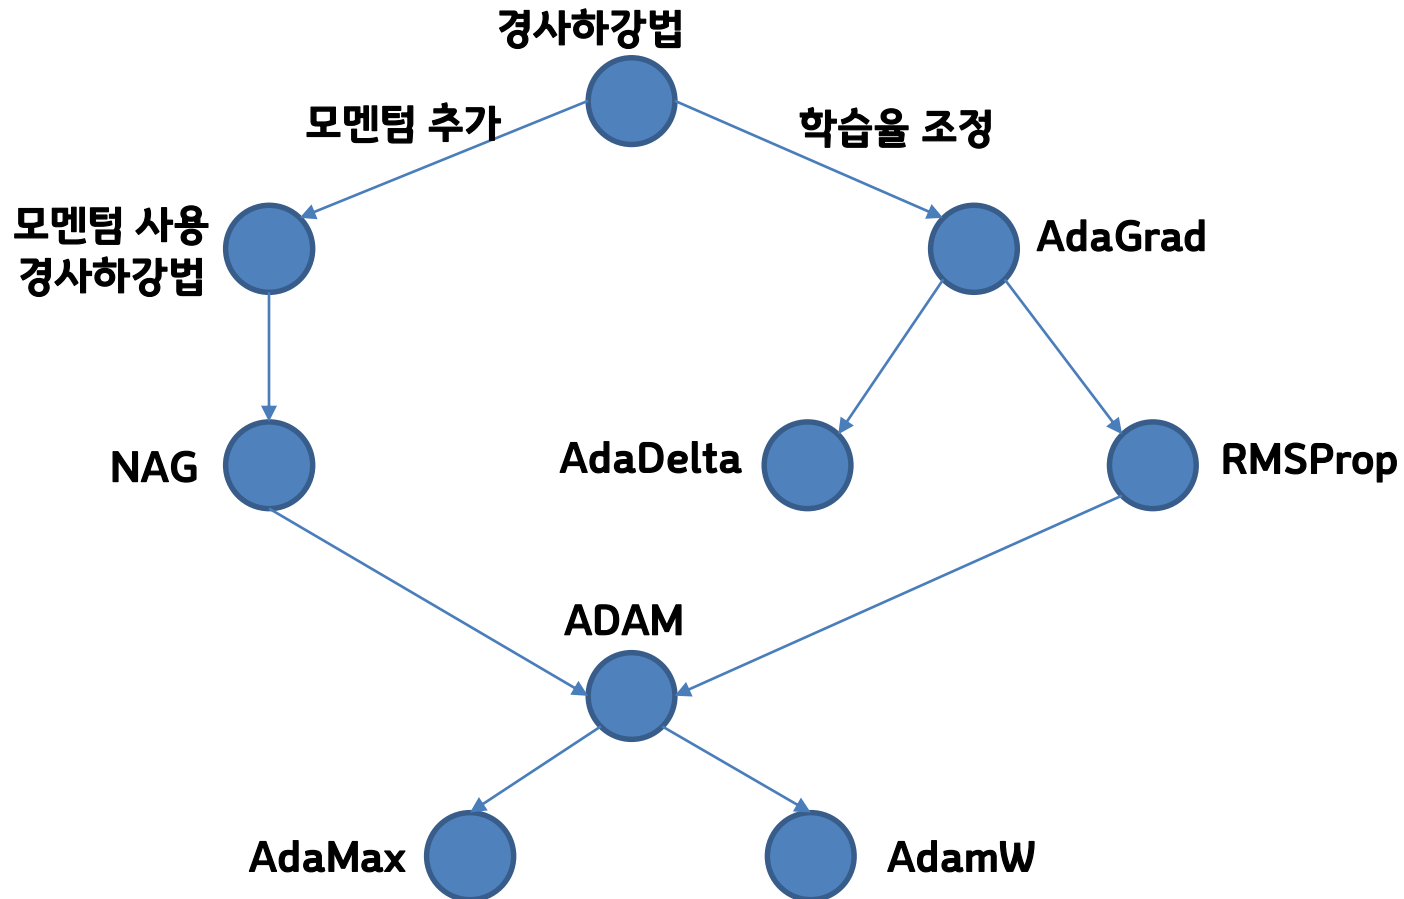 경사하강법
모멘텀 추가
학습율 조정
모멘텀 사용
경사하강법
AdaGrad
NAG
AdaDelta
RMSProp
ADAM
AdaMax
AdamW